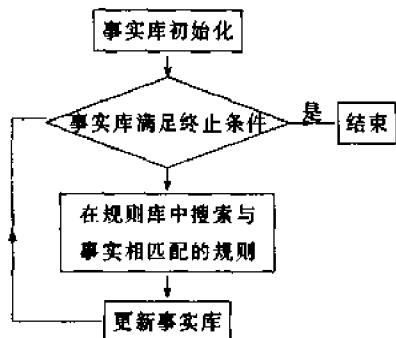 事实库初始化
事实库满足终止条件
是
结束
在规则库中搜索与
事实相匹配的规则
更新事实库